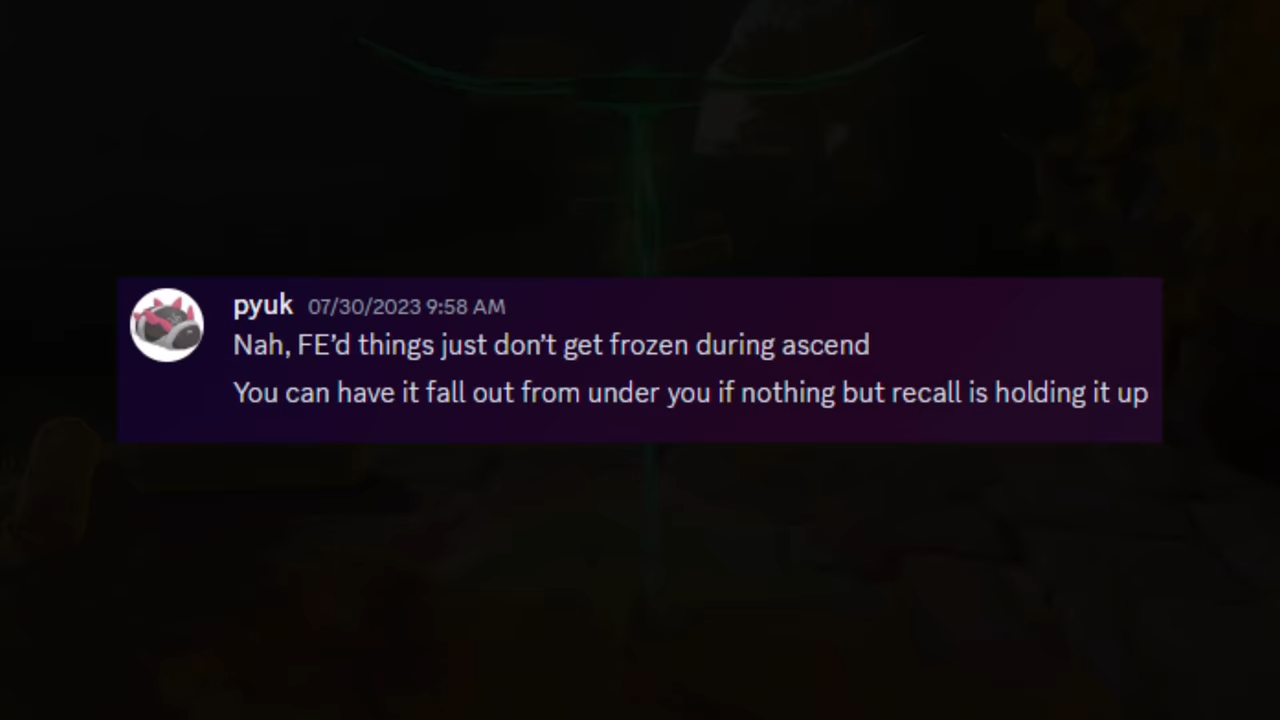 pyuk 07/30/2023 9:58 AM
Nah, FE’d things just don’t get frozen during ascend
You can have it fall out from under you if nothing but recall is holding it up